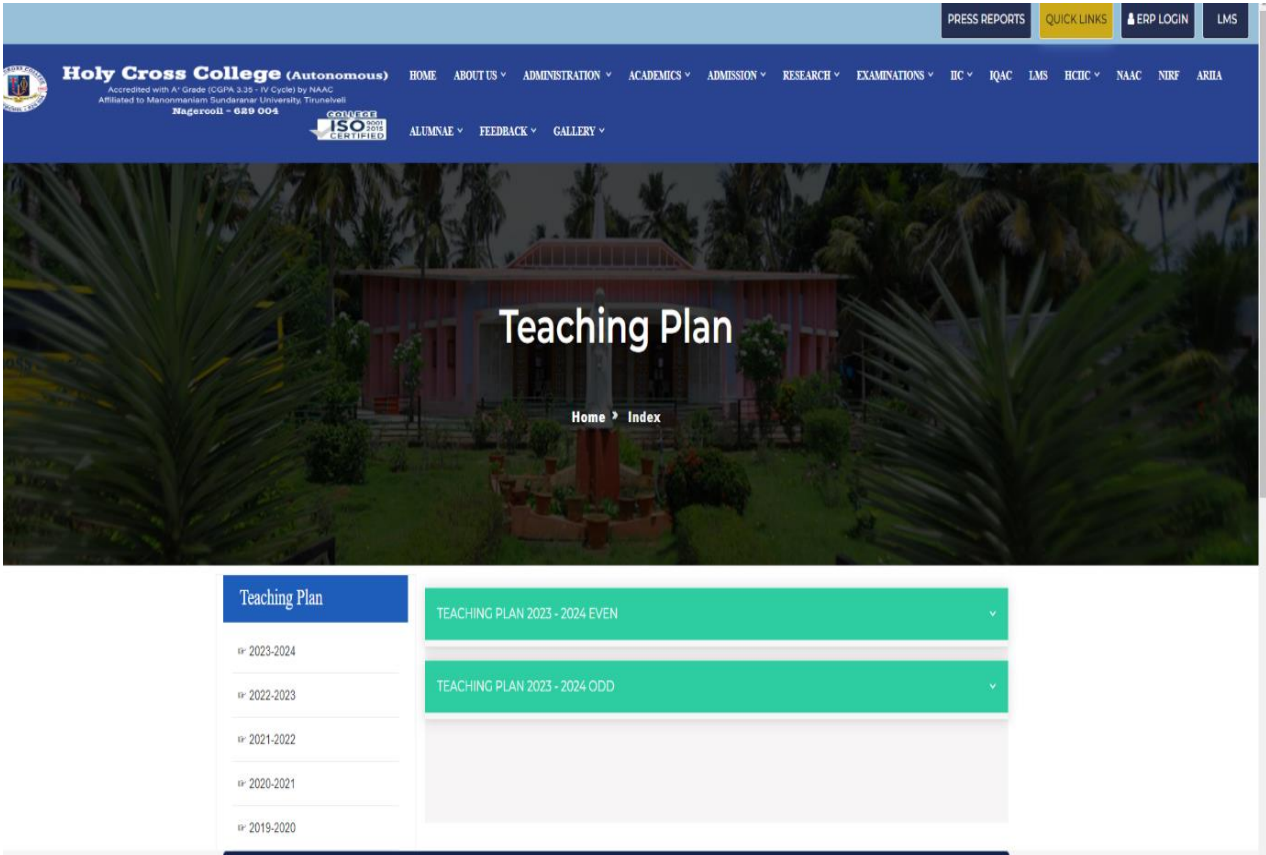 PRESS REPORTS
QUICK LINKS
ERP LOGIN
LMS
Holy Cross College (Autonomous)
Accredited with A+ Grade (CGPA 3.35 - IV Cycle) by NAAC
Affiliated to Manonmaniam Sundaranar University, Tirunelveli
Nagercoil - 629 004
COLLEGE
ISO 9001 2015
CERTIFIED
HOME ABOUT US ADMINISTRATION ACADEMICS ADMISSION RESEARCH EXAMINATIONS IIC IQAC LMS HCIIC NAAC NIRF ARIIA
ALUMNAE FEEDBACK GALLERY
Teaching Plan
Home > Index
Teaching Plan
2023-2024
2022-2023
2021-2022
2020-2021
2019-2020
TEACHING PLAN 2023 - 2024 EVEN
TEACHING PLAN 2023 - 2024 ODD